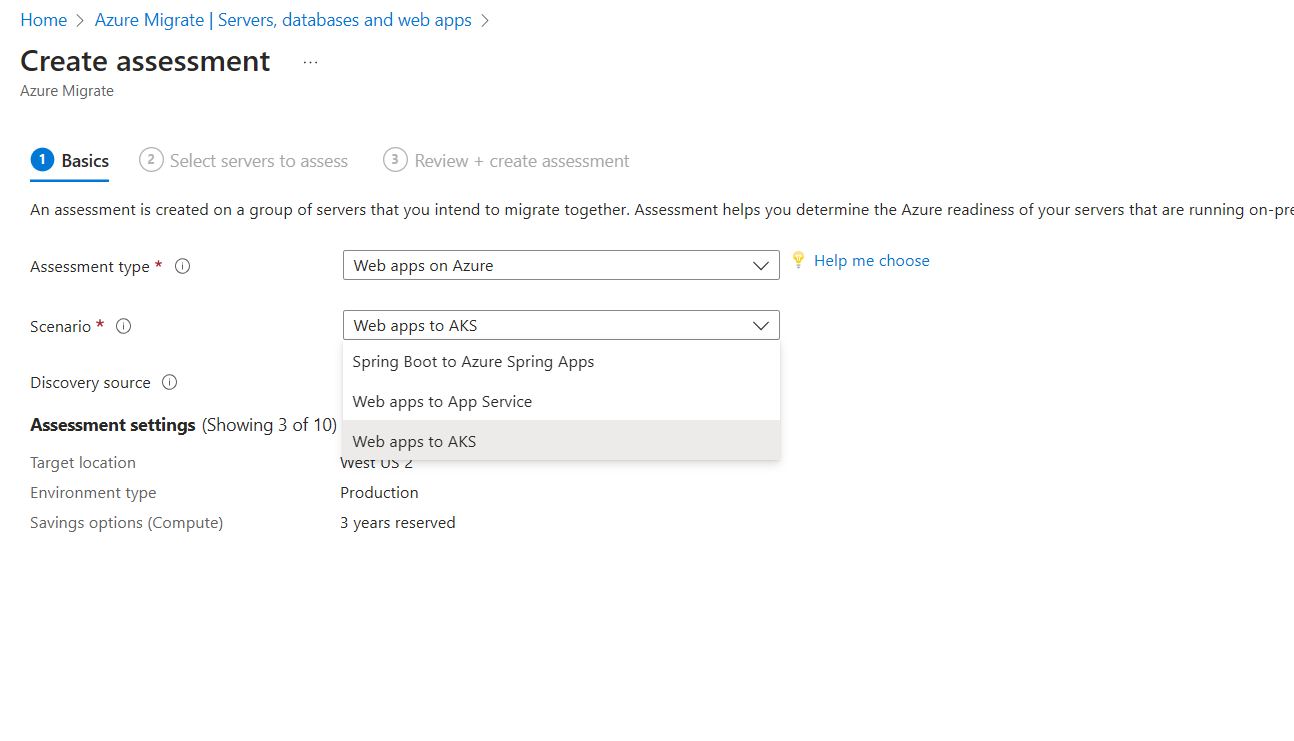 Home > Azure Migrate | Servers, databases and web apps >
Create assessment ...
Azure Migrate
1 Basics 2 Select servers to assess 3 Review + create assessment
An assessment is created on a group of servers that you intend to migrate together. Assessment helps you determine the Azure readiness of your servers that are running on-pre
Assessment type * Web apps on Azure Help me choose
Scenario * Web apps to AKS
Spring Boot to Azure Spring Apps
Discovery source
Web apps to App Service
Assessment settings (Showing 3 of 10)
Web apps to AKS
Target location West US 2
Environment type Production
Savings options (Compute) 3 years reserved